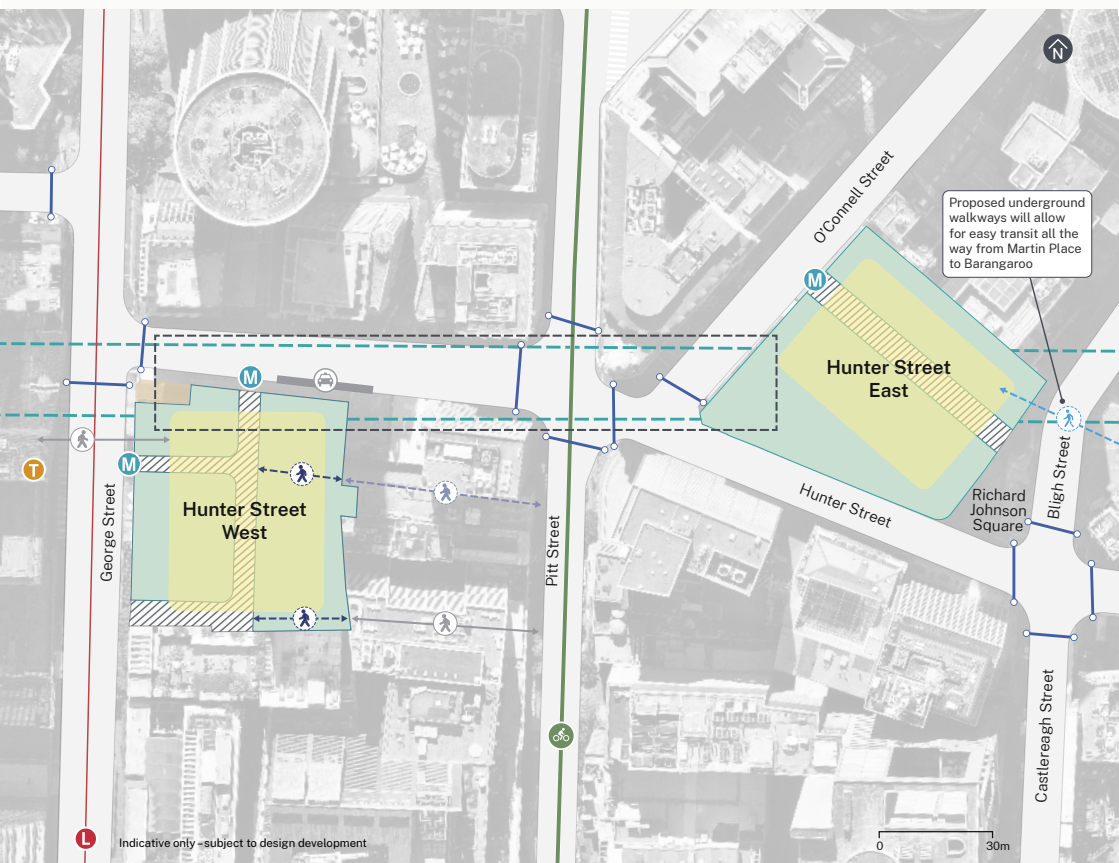 N
O'Connell Street
Proposed underground
walkways will allow
for easy transit all the
way from Martin Place
to Barangaroo
M
Hunter Street
East
M
M
T
Hunter Street
West
George Street
Pitt Street
Hunter Street
Richard
Johnson
Square
Bligh Street
Castlereagh Street
L
Indicative only – subject to design development
0
30m